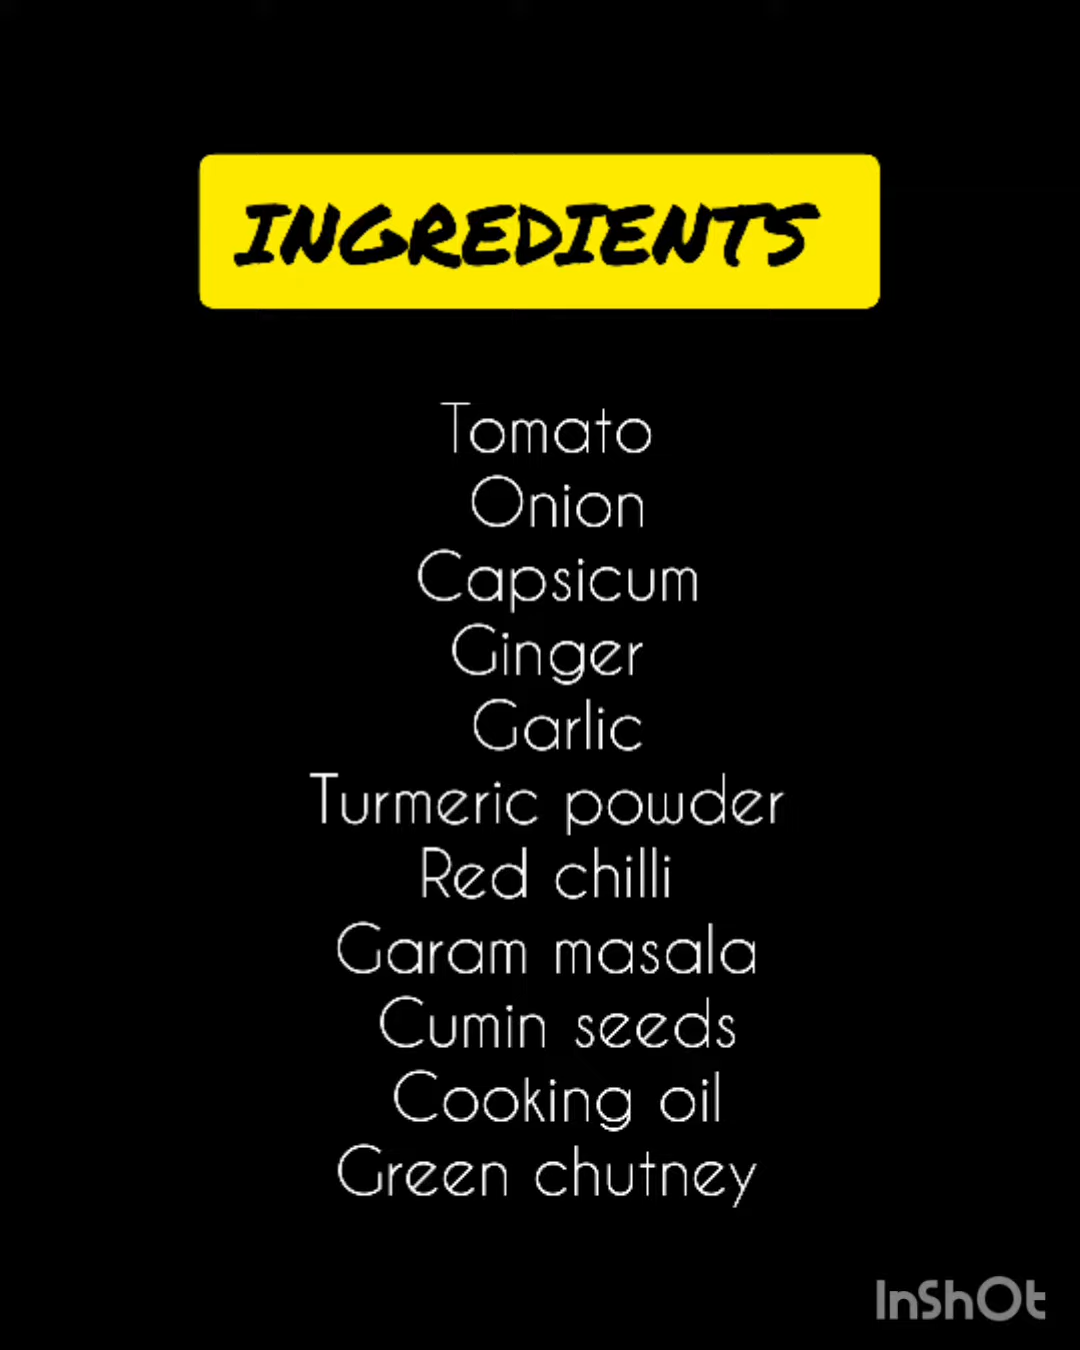 INGREDIENTS
Tomato
Onion
Capsicum
Ginger
Garlic
Turmeric powder
Red chilli
Garam masala
Cumin seeds
Cooking oil
Green chutney
InShOt